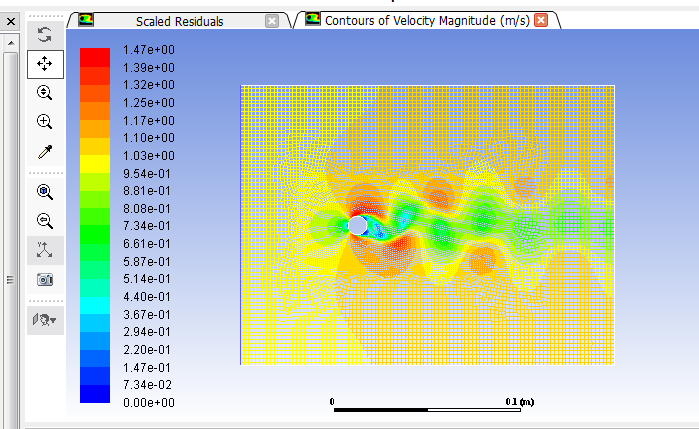 Scaled Residuals
Contours of Velocity Magnitude (m/s)
1.47e+00
1.39e+00
1.32e+00
1.25e+00
1.17e+00
1.10e+00
1.03e+00
9.54e-01
8.81e-01
8.08e-01
7.34e-01
6.61e-01
5.87e-01
5.14e-01
4.40e-01
3.67e-01
2.94e-01
2.20e-01
1.47e-01
7.34e-02
0.00e+00
0 0.1 (m)